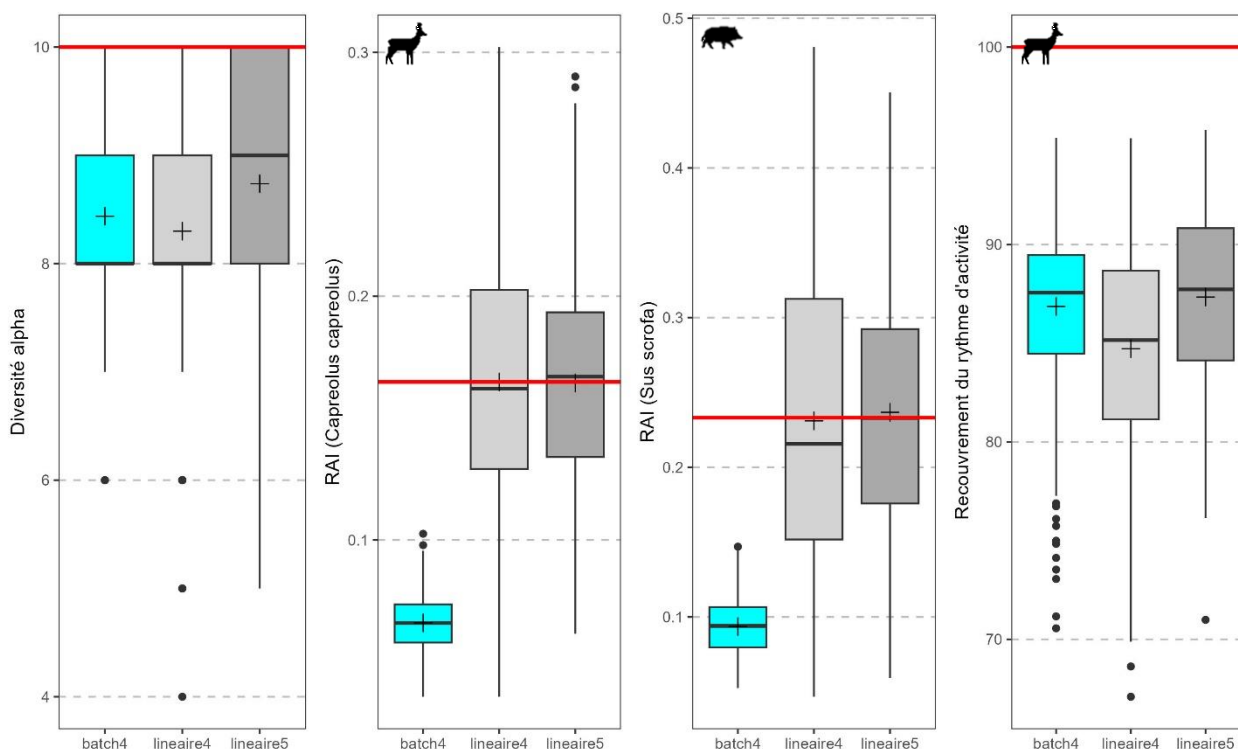 Diversité alpha
10
8
6
4
batch4 lineaire4 lineaire5
RAI (Capreolus capreolus)
0.3
0.2
0.1
batch4 lineaire4 lineaire5
RAI (Sus scrofa)
0.5
0.4
0.3
0.2
0.1
batch4 lineaire4 lineaire5
Recouvrement du rythme d'activité
100
90
80
70
batch4 lineaire4 lineaire5